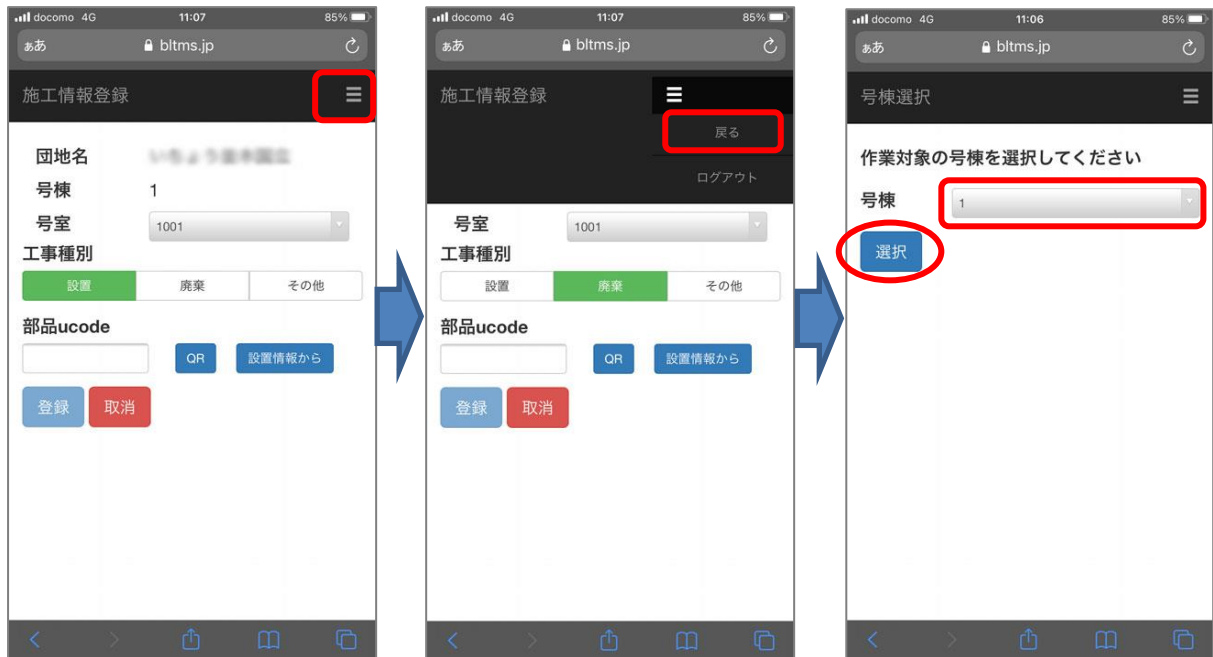 docomo 4G 11:07 85%
ぁあ bltms.jp
施工情報登録
団地名
号棟 1
号室 1001
工事種別
設置 廃棄 その他
部品ucode
QR 設置情報から
登録 取消
docomo 4G 11:07 85%
ぁあ bltms.jp
施工情報登録
戻る
ログアウト
号室 1001
工事種別
設置 廃棄 その他
部品ucode
QR 設置情報から
登録 取消
docomo 4G 11:06 85%
ぁあ bltms.jp
号棟選択
作業対象の号棟を選択してください
号棟 1
選択